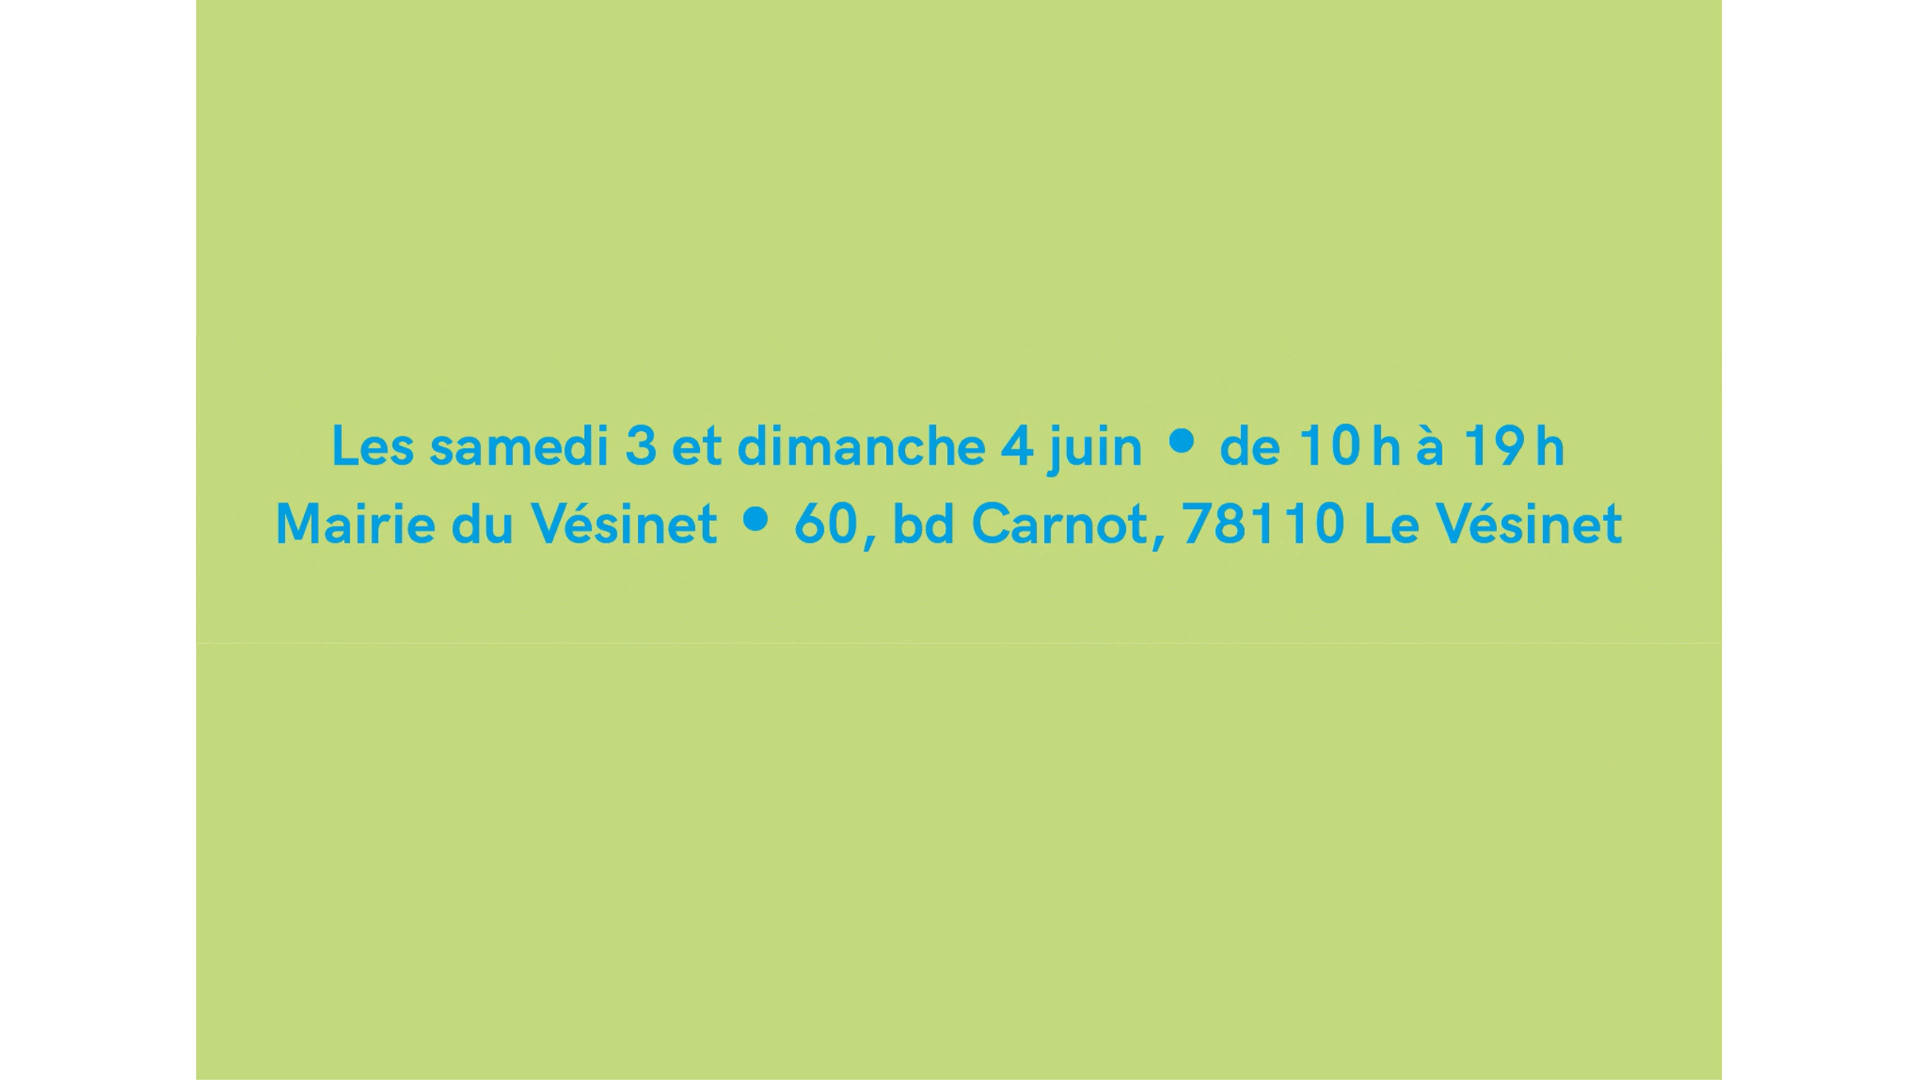 Les samedi 3 et dimanche 4 juin • de 10 h à 19 h
Mairie du Vésinet • 60, bd Carnot, 78110 Le Vésinet